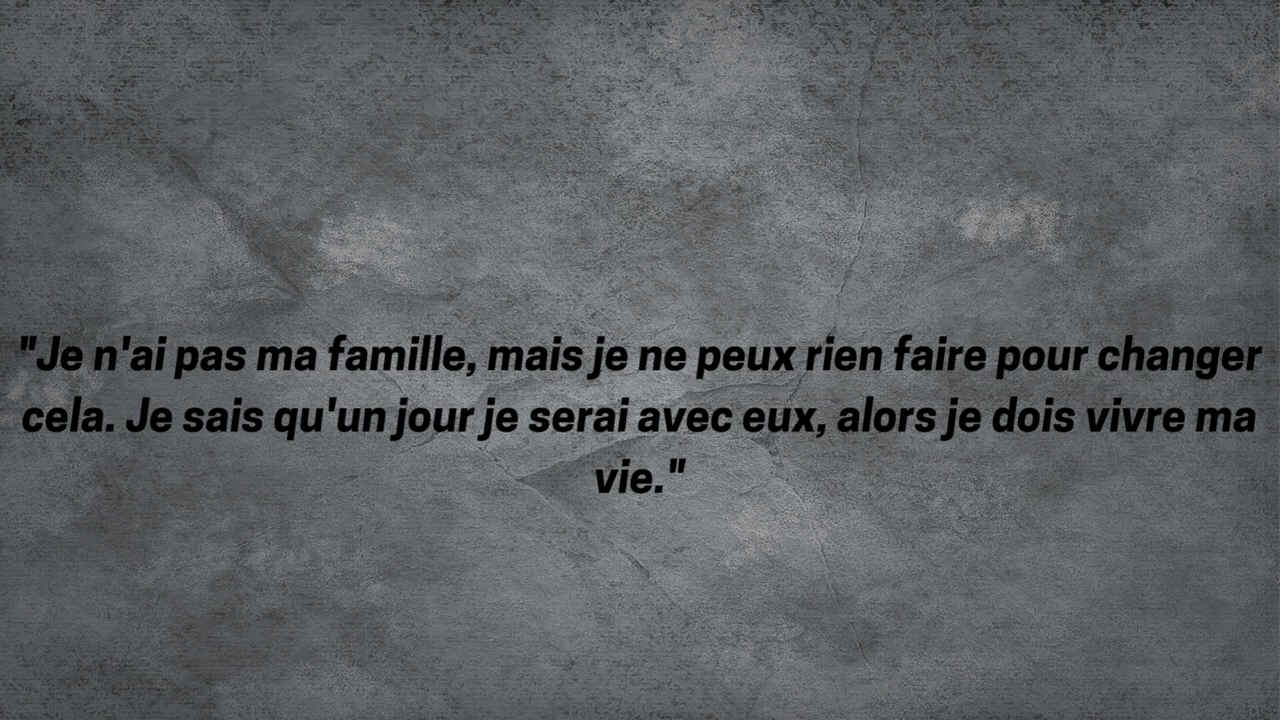 "Je n'ai pas ma famille, mais je ne peux rien faire pour changer
cela. Je sais qu'un jour je serai avec eux, alors je dois vivre ma
vie."